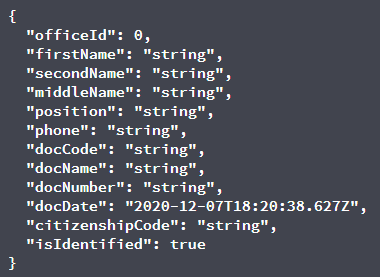 {
"officeId": 0,
"firstName": "string",
"secondName": "string",
"middleName": "string",
"position": "string",
"phone": "string",
"docCode": "string",
"docName": "string",
"docNumber": "string",
"docDate": "2020-12-07T18:20:38.627Z",
"citizenshipCode": "string",
"isIdentified": true
}